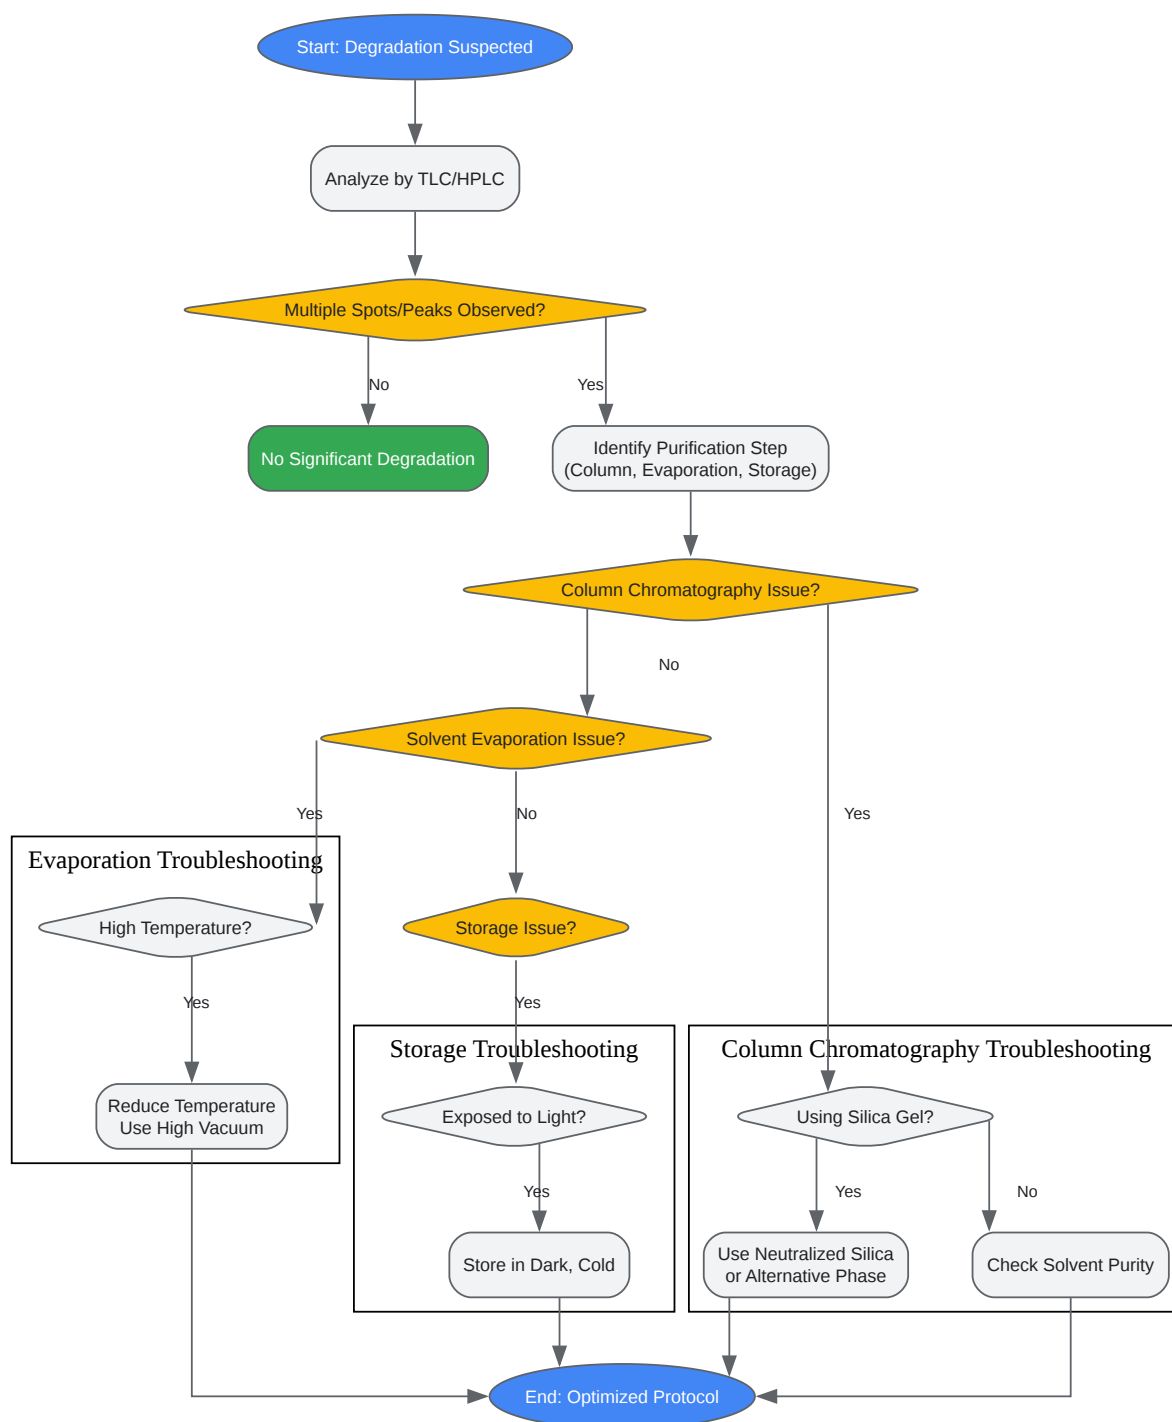 Start: Degradation Suspected
Analyze by TLC/HPLC
Multiple Spots/Peaks Observed?
No
Yes
No Significant Degradation
Identify Purification Step
(Column, Evaporation, Storage)
Column Chromatography Issue?
No
Solvent Evaporation Issue?
Yes
No
Yes
Evaporation Troubleshooting
High Temperature?
Storage Issue?
Yes
Yes
Storage Troubleshooting
Column Chromatography Troubleshooting
Reduce Temperature
Use High Vacuum
Exposed to Light?
Using Silica Gel?
Yes
Yes
No
Store in Dark, Cold
Use Neutralized Silica
or Alternative Phase
Check Solvent Purity
End: Optimized Protocol